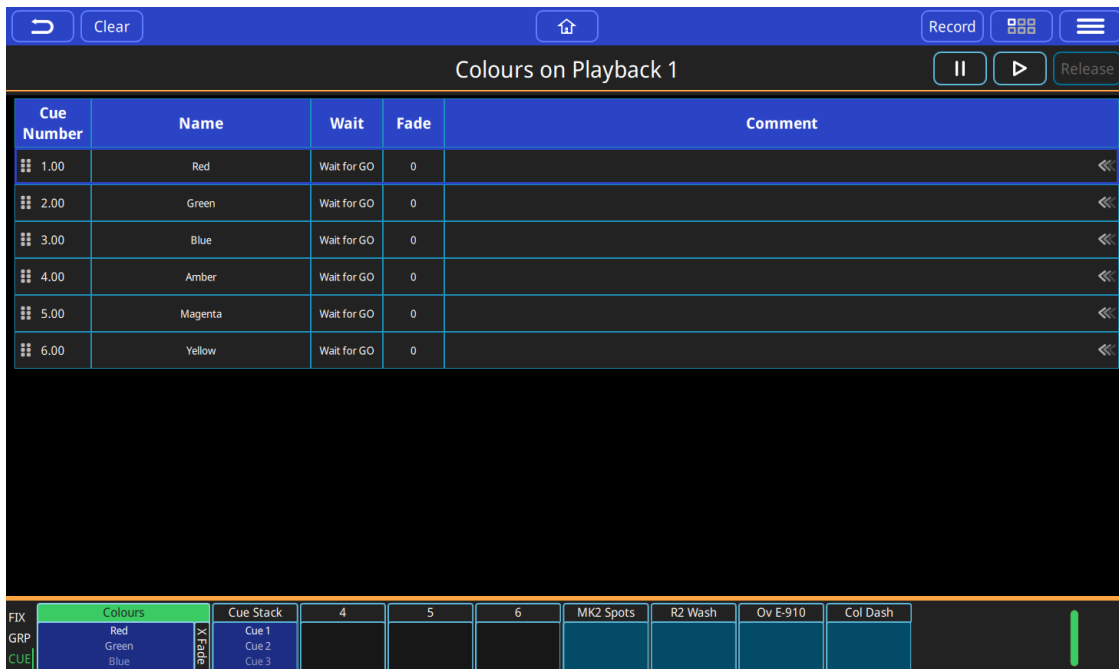 Clear
Record
Colours on Playback 1
Release
Cue Number Name Wait Fade Comment
1.00 Red Wait for GO 0
2.00 Green Wait for GO 0
3.00 Blue Wait for GO 0
4.00 Amber Wait for GO 0
5.00 Magenta Wait for GO 0
6.00 Yellow Wait for GO 0
FIX Colours Cue Stack 4 5 6 MK2 Spots R2 Wash Ov E-910 Col Dash
GRP Red X Fade Cue 1
Green Cue 2
CUE Blue Cue 3